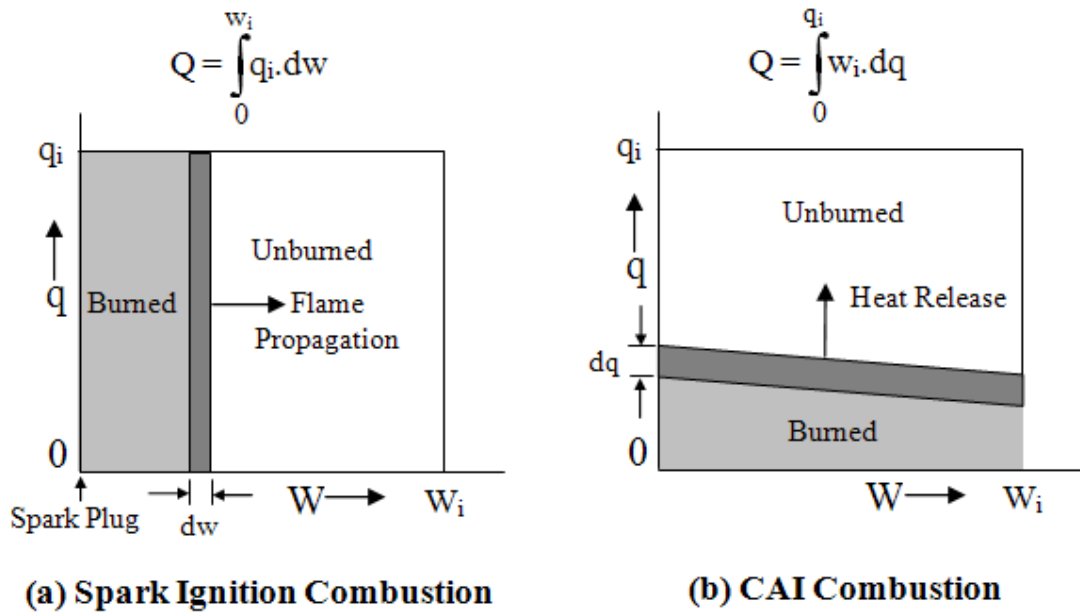 wᵢ
Q = ∫ qᵢ.dw
0
qᵢ
q
Burned
Unburned
Flame
Propagation
0
Spark Plug
dw
W
Wᵢ
(a) Spark Ignition Combustion
qᵢ
Q = ∫ wᵢ.dq
0
qᵢ
q
Unburned
Heat Release
dq
Burned
0
W
Wᵢ
(b) CAI Combustion